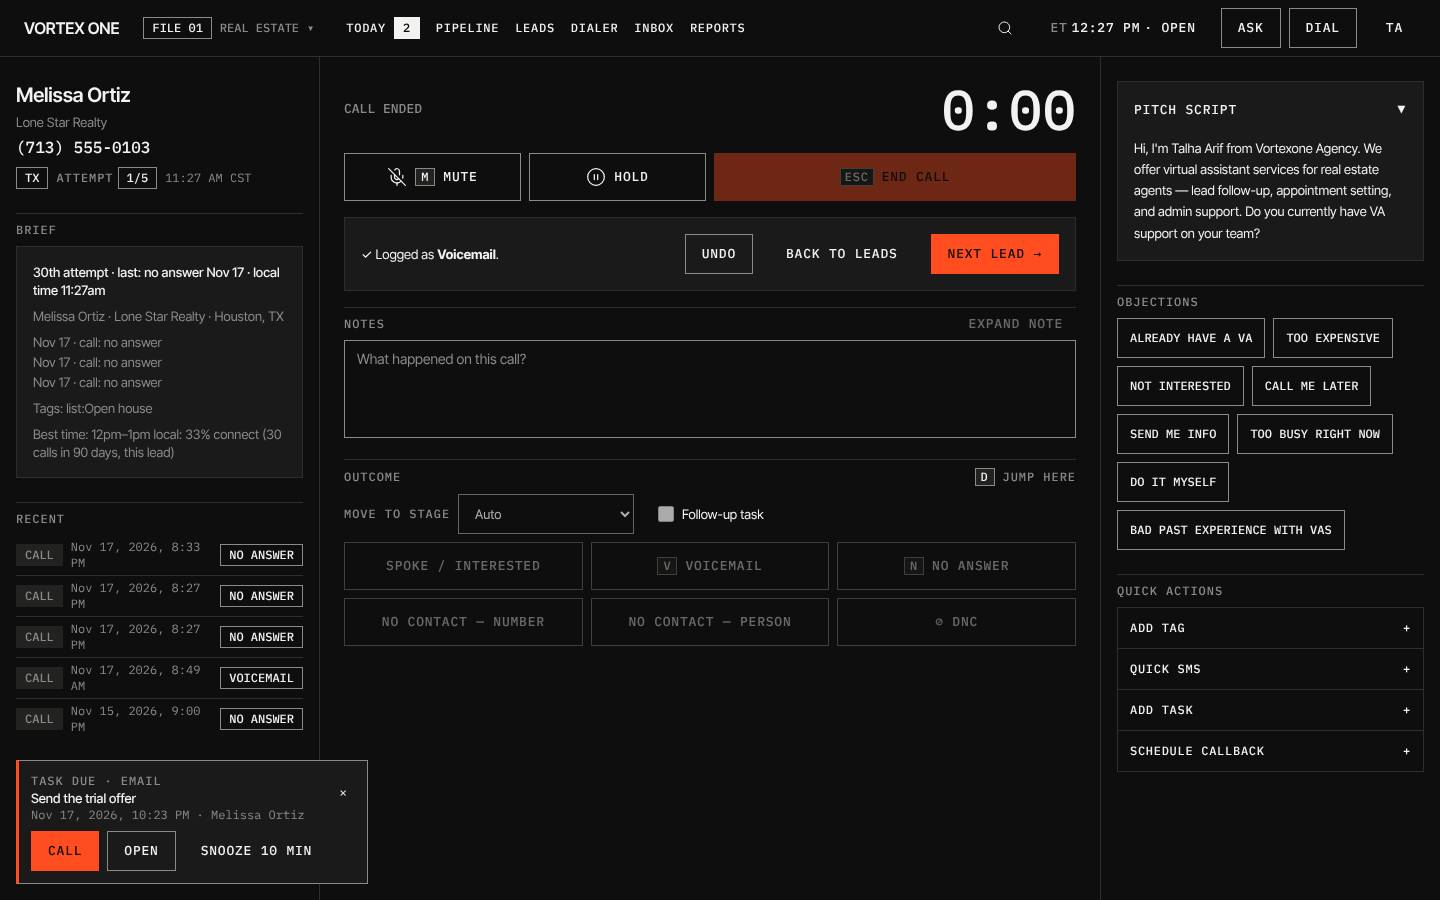 VORTEX ONE
FILE 01 REAL ESTATE ▾
TODAY 2 PIPELINE LEADS DIALER INBOX REPORTS
ET 12:27 PM · OPEN
ASK
DIAL
TA
Melissa Ortiz
Lone Star Realty
(713) 555-0103
TX ATTEMPT 1/5 11:27 AM CST
BRIEF
30th attempt · last: no answer Nov 17 · local
time 11:27am
Melissa Ortiz · Lone Star Realty · Houston, TX
Nov 17 · call: no answer
Nov 17 · call: no answer
Nov 17 · call: no answer
Tags: list:Open house
Best time: 12pm–1pm local: 33% connect (30
calls in 90 days, this lead)
RECENT
CALL Nov 17, 2026, 8:33 PM NO ANSWER
CALL Nov 17, 2026, 8:27 PM NO ANSWER
CALL Nov 17, 2026, 8:27 PM NO ANSWER
CALL Nov 17, 2026, 8:49 AM VOICEMAIL
CALL Nov 15, 2026, 9:00 PM NO ANSWER
TASK DUE · EMAIL
Send the trial offer
Nov 17, 2026, 10:23 PM · Melissa Ortiz
×
CALL OPEN SNOOZE 10 MIN
CALL ENDED
0:00
M MUTE
HOLD
ESC END CALL
✓ Logged as Voicemail.
UNDO BACK TO LEADS NEXT LEAD →
NOTES EXPAND NOTE
What happened on this call?
OUTCOME D JUMP HERE
MOVE TO STAGE Auto Follow-up task
SPOKE / INTERESTED V VOICEMAIL N NO ANSWER
NO CONTACT — NUMBER NO CONTACT — PERSON ⊘ DNC
PITCH SCRIPT ▼
Hi, I'm Talha Arif from Vortexone Agency. We
offer virtual assistant services for real estate
agents — lead follow-up, appointment setting,
and admin support. Do you currently have VA
support on your team?
OBJECTIONS
ALREADY HAVE A VA TOO EXPENSIVE
NOT INTERESTED CALL ME LATER
SEND ME INFO TOO BUSY RIGHT NOW
DO IT MYSELF
BAD PAST EXPERIENCE WITH VAS
QUICK ACTIONS
ADD TAG +
QUICK SMS +
ADD TASK +
SCHEDULE CALLBACK +